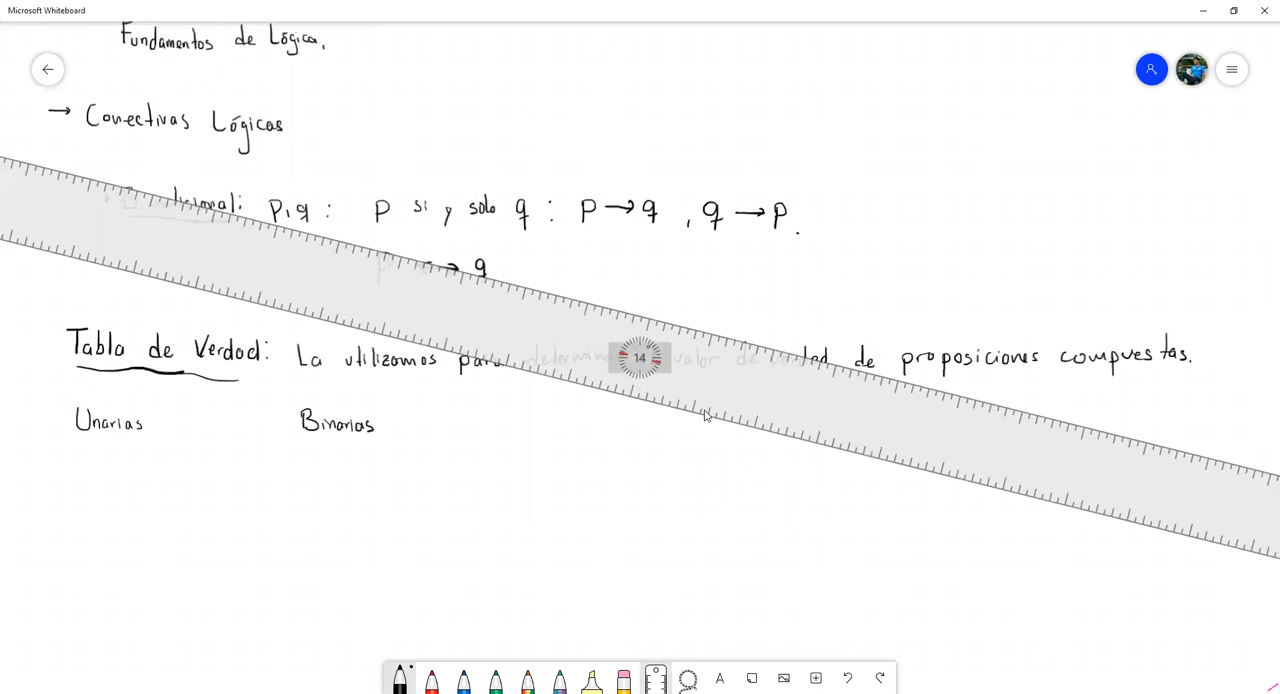 Microsoft Whiteboard
Fundamentos de Lógica.
→ Conectivas Lógicas
p,q : p si y solo q : p → q , q → p.
→ q
Tabla de Verdad: La utilizamos para determinar valor de verdad de proposiciones compuestas.
14
Unarias Binarias
A